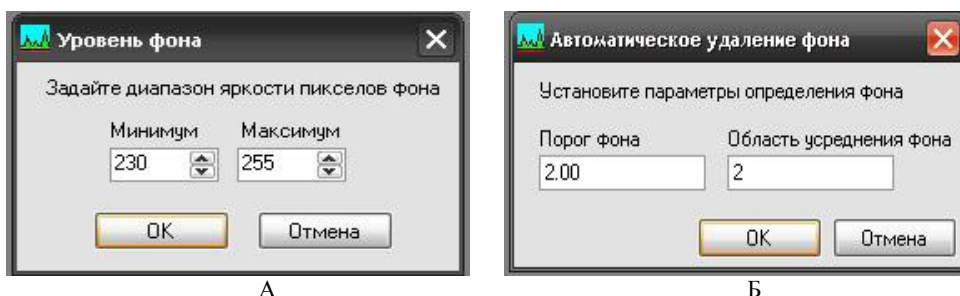 Уровень фона
Задайте диапазон яркости пикселов фона
Минимум Максимум
230 255
OK Отмена
А
Автоматическое удаление фона
Установите параметры определения фона
Порог фона Область усреднения фона
2.00 2
OK Отмена
Б